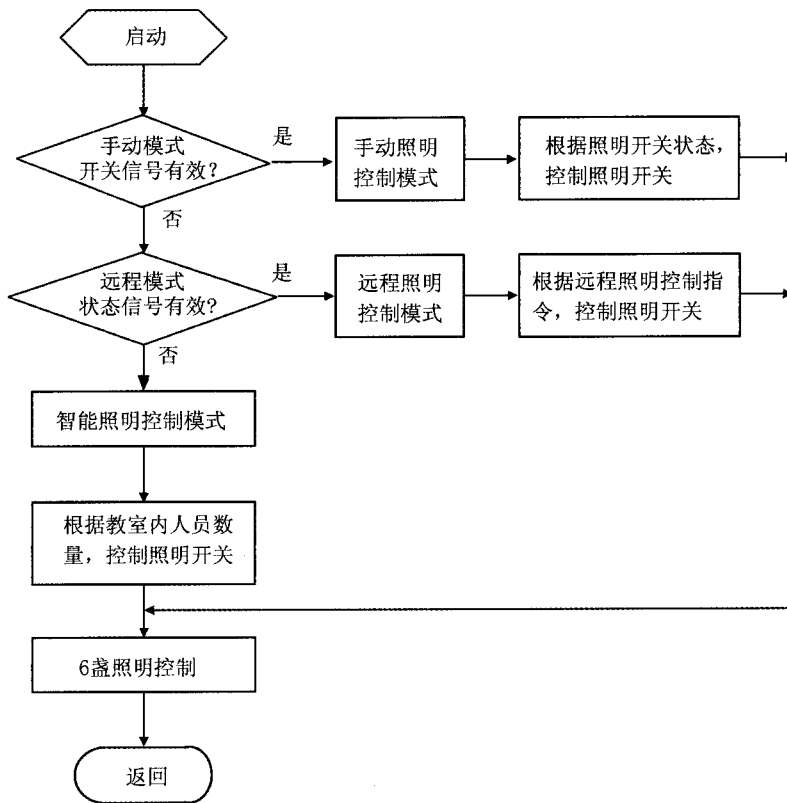 启动
手动模式
开关信号有效?
是
手动照明
控制模式
根据照明开关状态，
控制照明开关
否
远程模式
状态信号有效?
是
远程照明
控制模式
根据远程照明控制指
令，控制照明开关
否
智能照明控制模式
根据教室内人员数
量，控制照明开关
6盏照明控制
返回